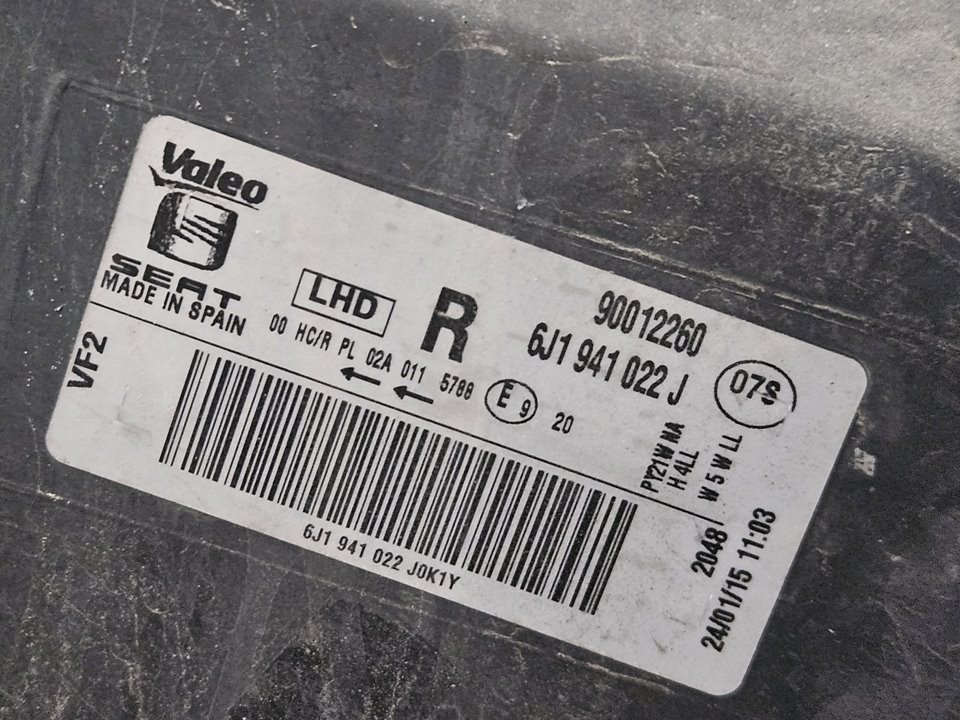 Valeo
SEAT
MADE IN SPAIN
LHD
R
90012260
6J1 941 022 J
07S
00 HC/R PL 02A 011 5788
E 9
20
VF2
PY21W NA
H 4LL
W 5 W LL
6J1 941 022 J0K1Y
2048
24/01/15 11:03